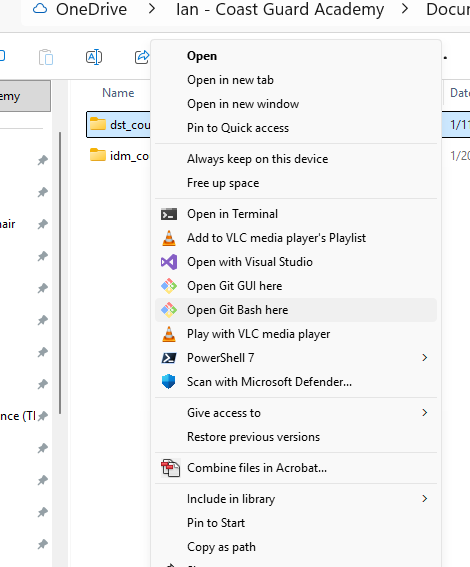 OneDrive > Ian - Coast Guard Academy > Docum
Name
Date
emy
dst_cou
1/11
idm_co
1/20
air
nce (Tl
Open
Open in new tab
Open in new window
Pin to Quick access
Always keep on this device
Free up space
Open in Terminal
Add to VLC media player's Playlist
Open with Visual Studio
Open Git GUI here
Open Git Bash here
Play with VLC media player
PowerShell 7
Scan with Microsoft Defender...
Give access to
Restore previous versions
Combine files in Acrobat...
Include in library
Pin to Start
Copy as path